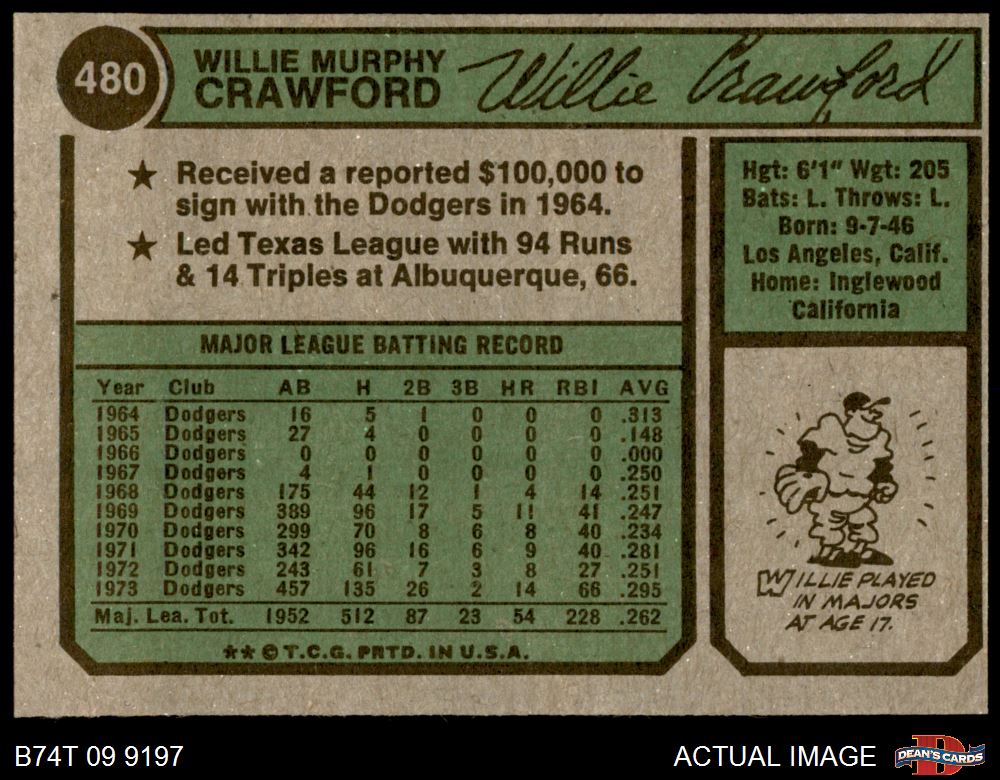 480
WILLIE MURPHY
CRAWFORD
Willie Crawford
★ Received a reported $100,000 to
sign with the Dodgers in 1964.
★ Led Texas League with 94 Runs
& 14 Triples at Albuquerque, 66.
Hgt: 6'1" Wgt: 205
Bats: L. Throws: L.
Born: 9-7-46
Los Angeles, Calif.
Home: Inglewood
California
MAJOR LEAGUE BATTING RECORD
Year Club AB H 2B 3B HR RBI AVG
1964 Dodgers 16 5 1 0 0 0 .313
1965 Dodgers 27 4 0 0 0 0 .148
1966 Dodgers 0 0 0 0 0 0 .000
1967 Dodgers 4 1 0 0 0 0 .250
1968 Dodgers 175 44 12 1 4 14 .251
1969 Dodgers 389 96 17 5 11 41 .247
1970 Dodgers 299 70 8 6 8 40 .234
1971 Dodgers 342 96 16 6 9 40 .281
1972 Dodgers 243 61 7 3 8 27 .251
1973 Dodgers 457 135 26 2 14 66 .295
Maj. Lea. Tot. 1952 512 87 23 54 228 .262
★★ © T.C.G. PRTD. IN U.S.A.
WILLIE PLAYED
IN MAJORS
AT AGE 17.
B74T 09 9197
ACTUAL IMAGE
D
DEAN'S CARDS